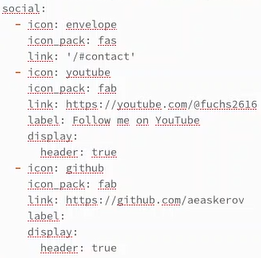 social:
  - icon: envelope
    icon_pack: fas
    link: '/#contact'
  - icon: youtube
    icon_pack: fab
    link: https://youtube.com/@fuchs2616
    label: Follow me on YouTube
    display:
      header: true
  - icon: github
    icon_pack: fab
    link: https://github.com/aeaskerov
    label:
    display:
      header: true